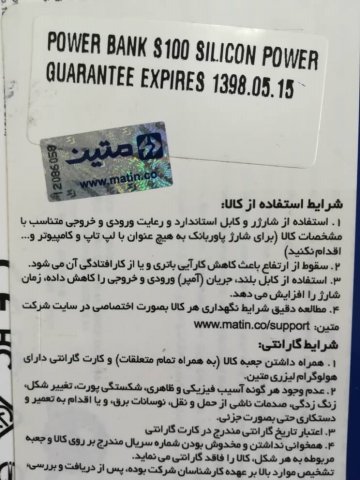 POWER BANK S100 SILICON POWER
GUARANTEE EXPIRES 1398.05.15
متین
www.matin.co
12086050
شرایط استفاده از کالا:
۱. استفاده از شارژر و کابل استاندارد و رعایت ورودی و خروجی متناسب با
مشخصات کالا (برای شارژ پاوربانک به هیچ عنوان با لپ تاپ و کامپیوتر و...
اقدام نکنید)
۲. سقوط از ارتفاع باعث کاهش کارآیی باتری و یا از کارافتادگی آن می شود.
۳. استفاده از کابل بلند، جریان (آمپر) ورودی و خروجی را کاهش داده، زمان
شارژ را افزایش می دهد.
۴. مطالعه دقیق شرایط نگهداری هر کالا بصورت اختصاصی در سایت شرکت
متین: www.matin.co/support
شرایط گارانتی:
۱. همراه داشتن جعبه کالا (به همراه تمام متعلقات) و کارت گارانتی دارای
هولوگرام لیزری متین.
۲. عدم وجود هر گونه آسیب فیزیکی و ظاهری، شکستگی پورت، تغییر شکل،
زنگ زدگی، صدمات ناشی از حمل و نقل، نوسانات برق، و یا اقدام به تعمیر و
دستکاری حتی بصورت جزئی.
۳. اعتبار تاریخ گارانتی مندرج در کارت گارانتی
۴. همخوانی نداشتن و مخدوش بودن شماره سریال مندرج بر روی کالا و جعبه
مربوطه به هر شکل، کالا را فاقد گارانتی می نماید.
تشخیص موارد بالا بر عهده کارشناسان شرکت بوده، پس از دریافت و بررسی،